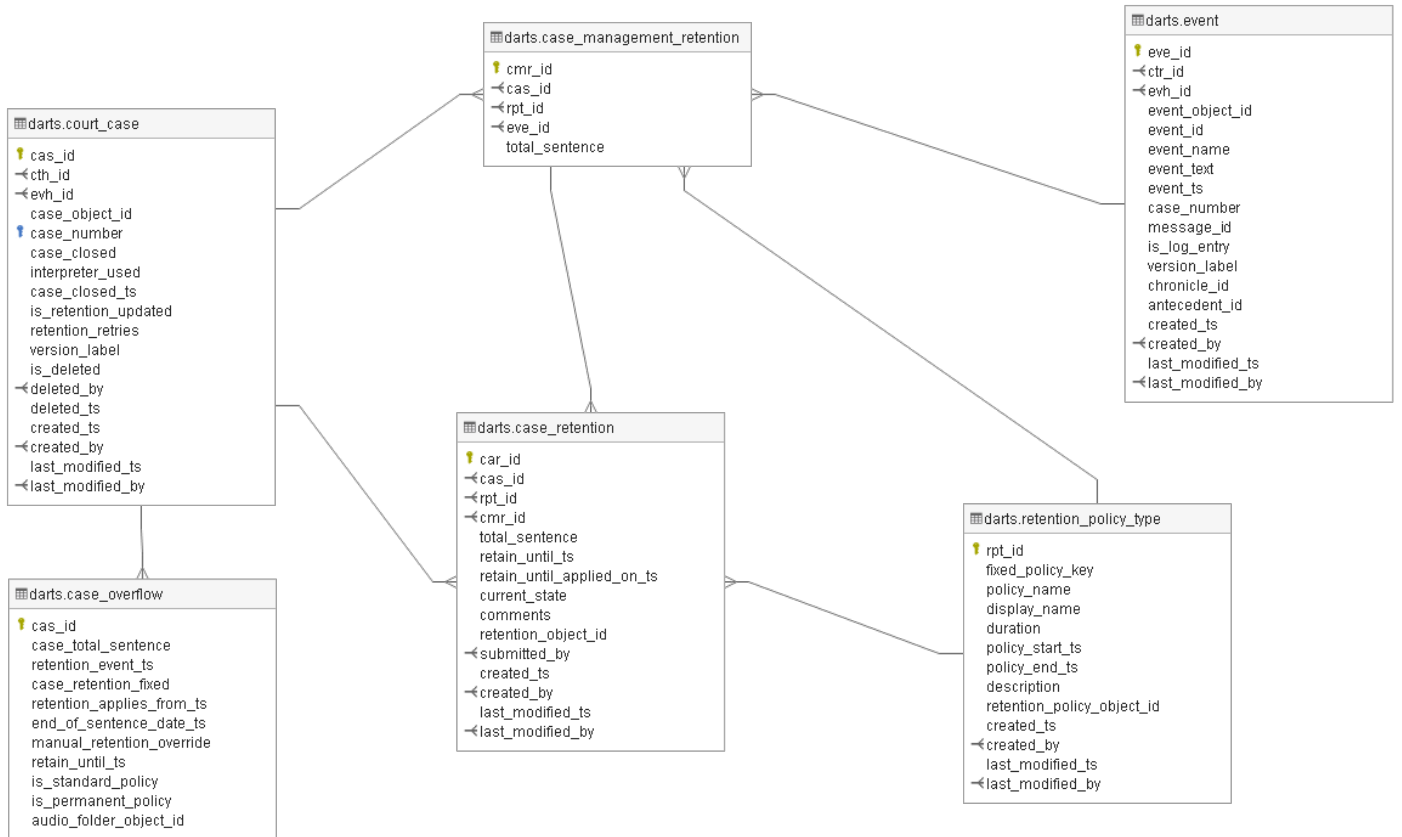 darts.court_case
cas_id
cth_id
evh_id
case_object_id
case_number
case_closed
interpreter_used
case_closed_ts
is_retention_updated
retention_retries
version_label
is_deleted
deleted_by
deleted_ts
created_ts
created_by
last_modified_ts
last_modified_by
darts.case_overflow
cas_id
case_total_sentence
retention_event_ts
case_retention_fixed
retention_applies_from_ts
end_of_sentence_date_ts
manual_retention_override
retain_until_ts
is_standard_policy
is_permanent_policy
audio_folder_object_id
darts.case_management_retention
cmr_id
cas_id
rpt_id
eve_id
total_sentence
darts.case_retention
car_id
cas_id
rpt_id
cmr_id
total_sentence
retain_until_ts
retain_until_applied_on_ts
current_state
comments
retention_object_id
submitted_by
created_ts
created_by
last_modified_ts
last_modified_by
darts.event
eve_id
ctr_id
evh_id
event_object_id
event_id
event_name
event_text
event_ts
case_number
message_id
is_log_entry
version_label
chronicle_id
antecedent_id
created_ts
created_by
last_modified_ts
last_modified_by
darts.retention_policy_type
rpt_id
fixed_policy_key
policy_name
display_name
duration
policy_start_ts
policy_end_ts
description
retention_policy_object_id
created_ts
created_by
last_modified_ts
last_modified_by